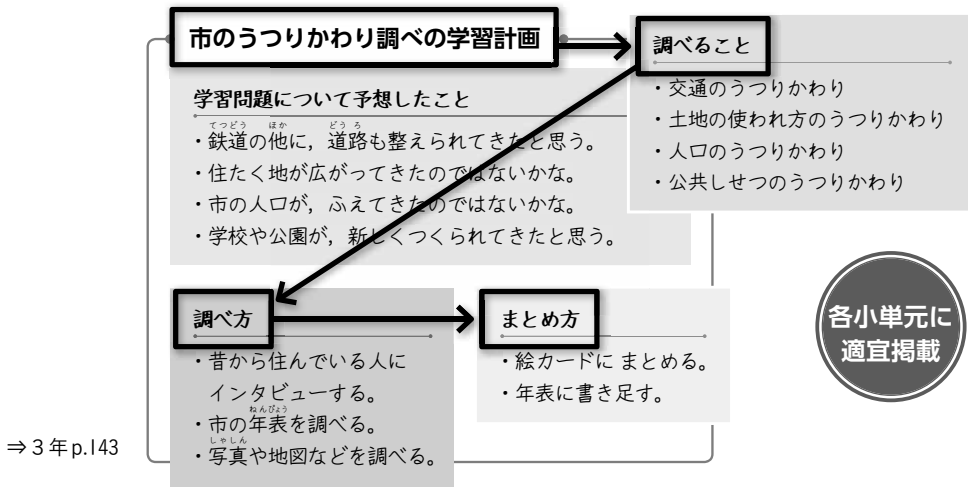 市のうつりかわり調べの学習計画
学習問題について予想したこと
・鉄道の他に，道路も整えられてきたと思う。
てつどう ほか どうろ
・住たく地が広がってきたのではないかな。
・市の人口が，ふえてきたのではないかな。
・学校や公園が，新しくつくられてきたと思う。
調べること
・交通のうつりかわり
・土地の使われ方のうつりかわり
・人口のうつりかわり
・公共しせつのうつりかわり
調べ方
・昔から住んでいる人に
インタビューする。
・市の年表を調べる。
ねんぴょう
・写真や地図などを調べる。
しゃしん
まとめ方
・絵カードに まとめる。
・年表に書き足す。
各小単元に
適宜掲載
⇒３年p.143